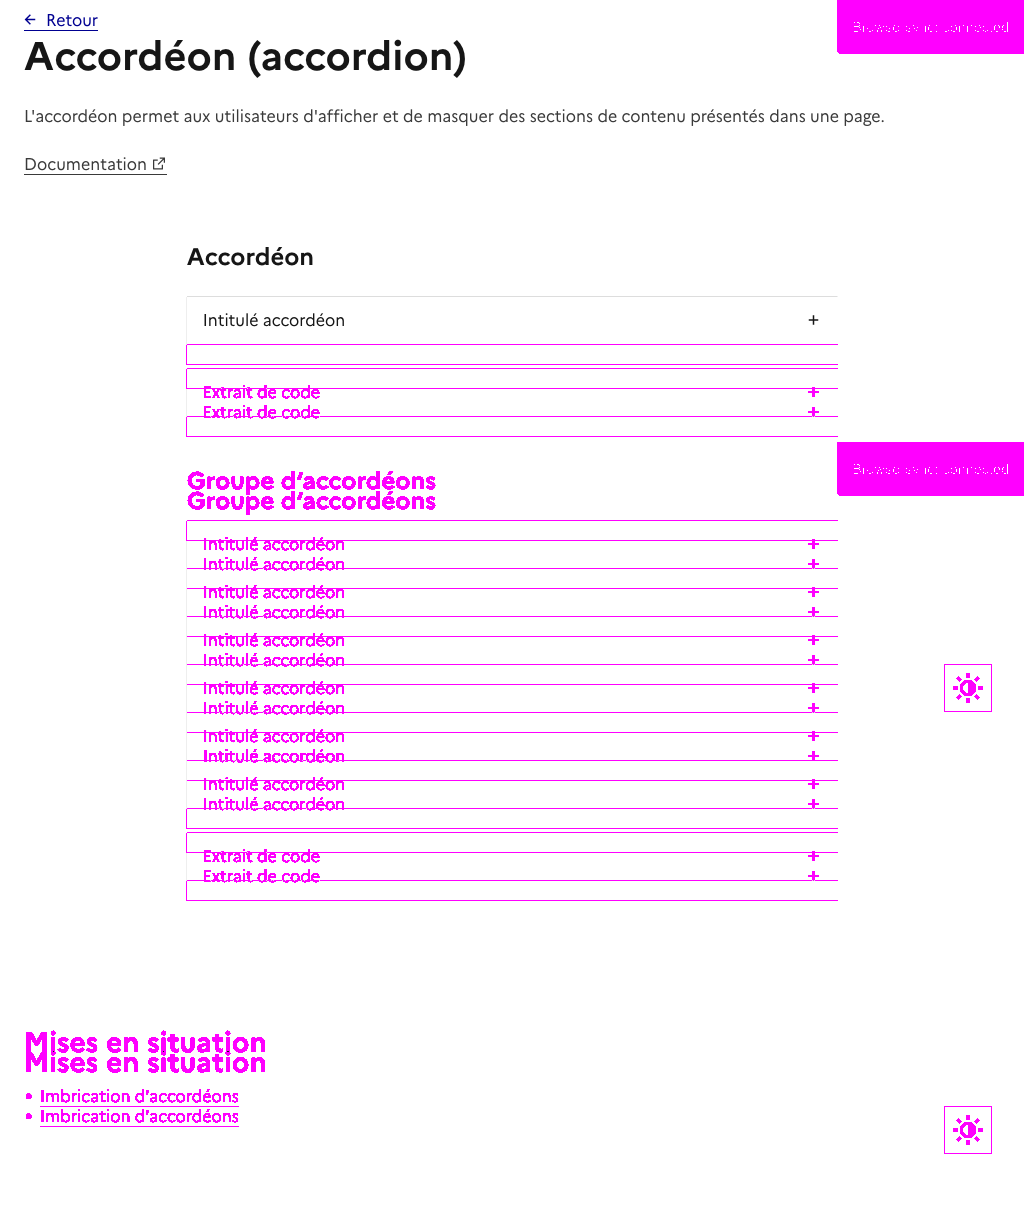 Retour
Accordéon (accordion)
L'accordéon permet aux utilisateurs d'afficher et de masquer des sections de contenu présentés dans une page.
Documentation
Accordéon
Intitulé accordéon +
Extrait de code +
Extrait de code +
Groupe d’accordéons
Groupe d’accordéons
Intitulé accordéon +
Intitulé accordéon +
Intitulé accordéon +
Intitulé accordéon +
Intitulé accordéon +
Intitulé accordéon +
Intitulé accordéon +
Intitulé accordéon +
Intitulé accordéon +
Intitulé accordéon +
Intitulé accordéon +
Intitulé accordéon +
Extrait de code +
Extrait de code +
Mises en situation
Mises en situation
Imbrication d’accordéons
Imbrication d’accordéons